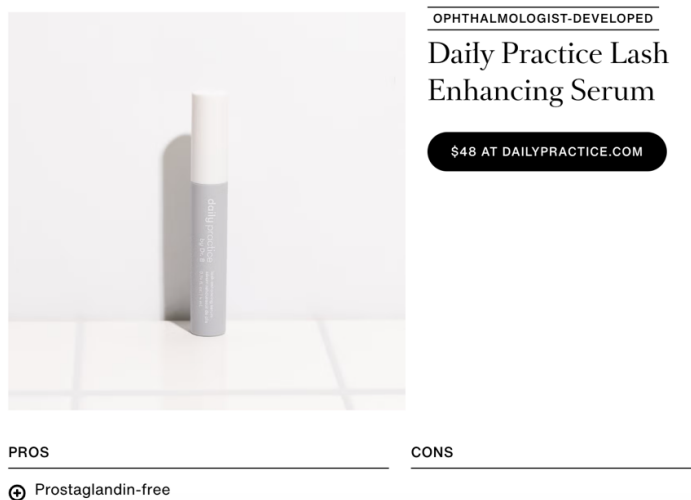 OPHTHALMOLOGIST-DEVELOPED
Daily Practice Lash
Enhancing Serum
$48 AT DAILYPRACTICE.COM
daily practice
PROS
CONS
Prostaglandin-free